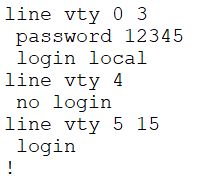 line vty 0 3
 password 12345
 login local
line vty 4
 no login
line vty 5 15
 login
!